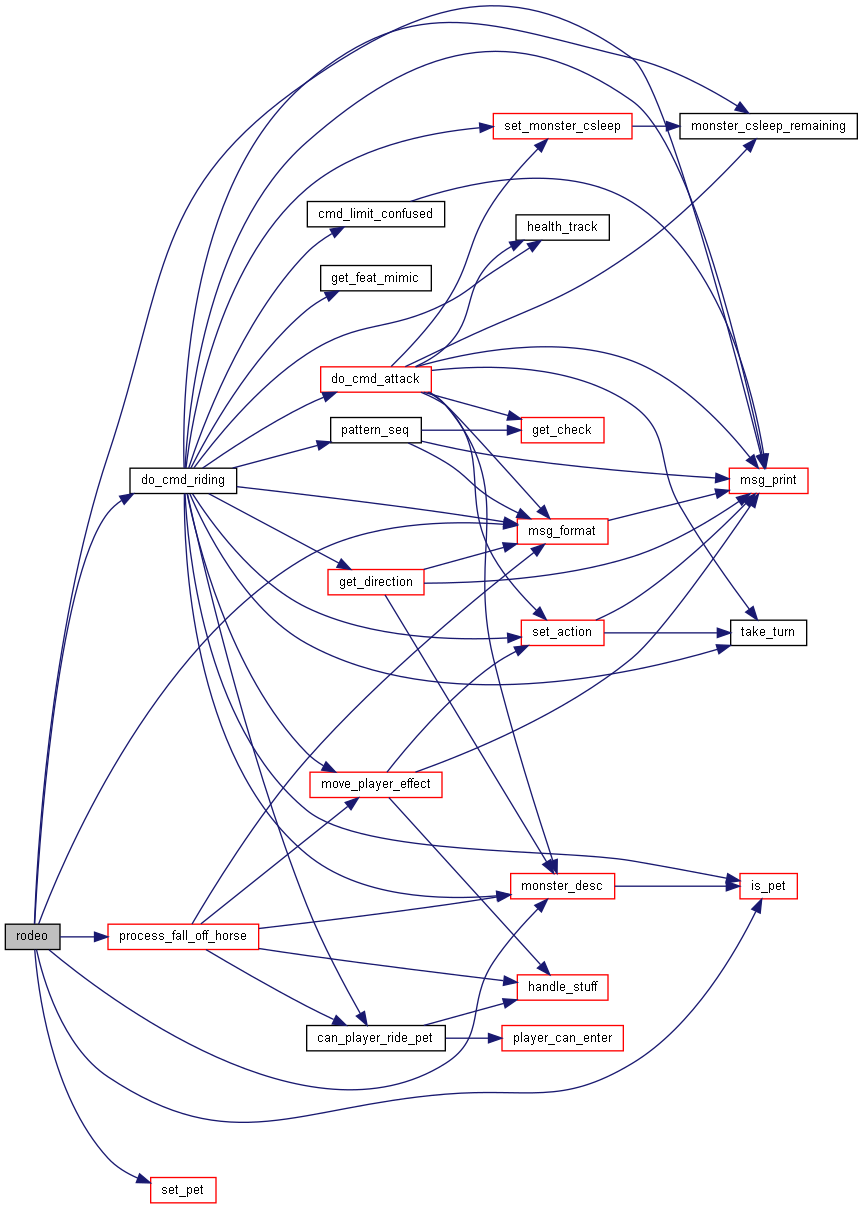 set_monster_csleep
monster_csleep_remaining
cmd_limit_confused
health_track
get_feat_mimic
do_cmd_attack
pattern_seq
get_check
do_cmd_riding
msg_print
msg_format
get_direction
set_action
take_turn
move_player_effect
monster_desc
is_pet
rodeo
process_fall_off_horse
handle_stuff
can_player_ride_pet
player_can_enter
set_pet